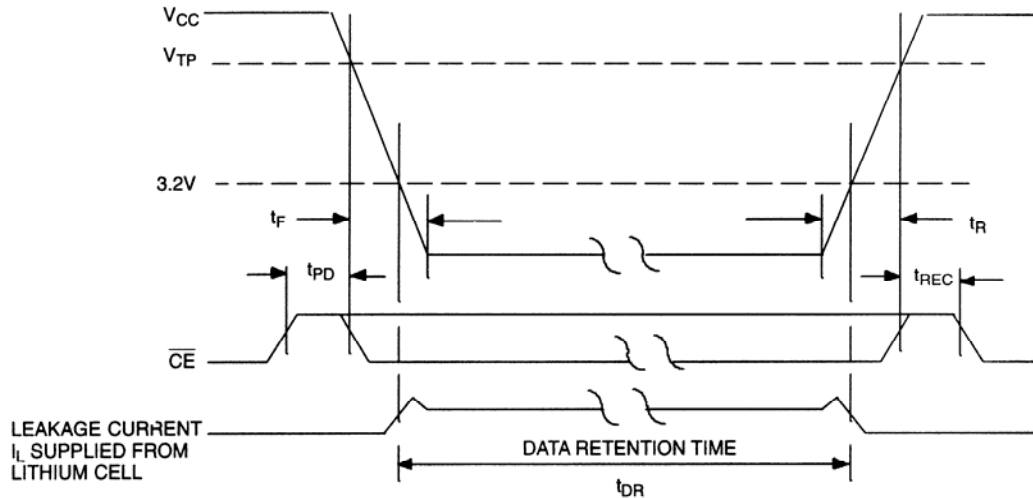 VCC
VTP
3.2V
tF
tR
tPD
tREC
CE
LEAKAGE CURRENT
IL SUPPLIED FROM
LITHIUM CELL
DATA RETENTION TIME
tDR